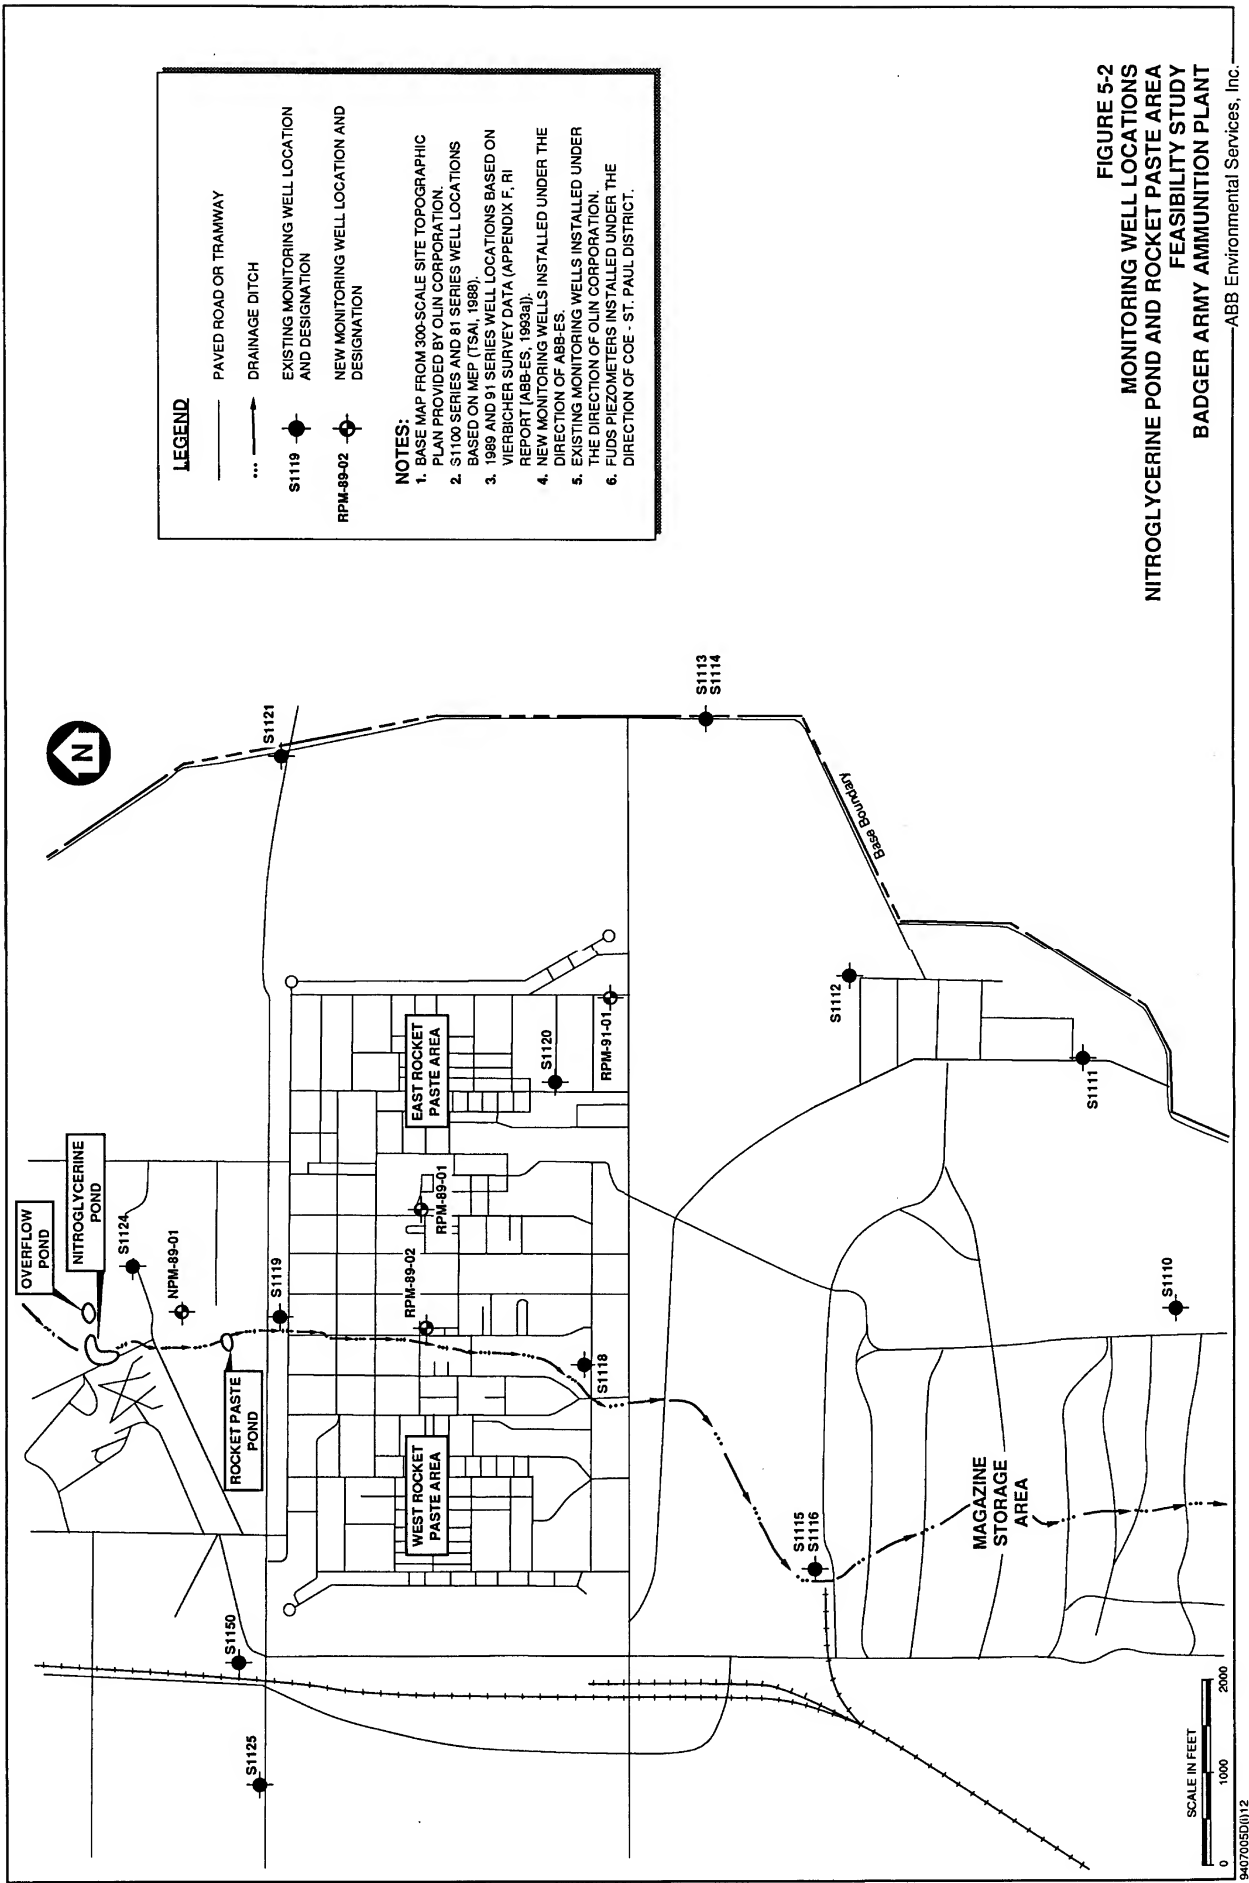 LEGEND
PAVED ROAD OR TRAMWAY
DRAINAGE DITCH
S1119
EXISTING MONITORING WELL LOCATION
AND DESIGNATION
RPM-89-02
NEW MONITORING WELL LOCATION AND
DESIGNATION
NOTES:
1. BASE MAP FROM 300-SCALE SITE TOPOGRAPHIC
PLAN PROVIDED BY OLIN CORPORATION.
2. S1100 SERIES AND 81 SERIES WELL LOCATIONS
BASED ON MEP (TSAI, 1988).
3. 1989 AND 91 SERIES WELL LOCATIONS BASED ON
VIERBICHER SURVEY DATA (APPENDIX F, RI
REPORT [ABB-ES, 1993a]).
4. NEW MONITORING WELLS INSTALLED UNDER THE
DIRECTION OF ABB-ES.
5. EXISTING MONITORING WELLS INSTALLED UNDER
THE DIRECTION OF OLIN CORPORATION.
6. FUDS PIEZOMETERS INSTALLED UNDER THE
DIRECTION OF COE - ST. PAUL DISTRICT.
N
OVERFLOW
POND
NITROGLYCERINE
POND
S1124
NPM-89-01
ROCKET PASTE
POND
S1119
S1121
S1150
S1125
EAST ROCKET
PASTE AREA
WEST ROCKET
PASTE AREA
RPM-89-01
RPM-89-02
S1120
RPM-91-01
S1118
S1113
S1114
Base Boundary
S1112
S1111
S1115
S1116
S1110
MAGAZINE
STORAGE
AREA
SCALE IN FEET
0
1000
2000
FIGURE 5-2
MONITORING WELL LOCATIONS
NITROGLYCERINE POND AND ROCKET PASTE AREA
FEASIBILITY STUDY
BADGER ARMY AMMUNITION PLANT
ABB Environmental Services, Inc.
9407005D(i)12